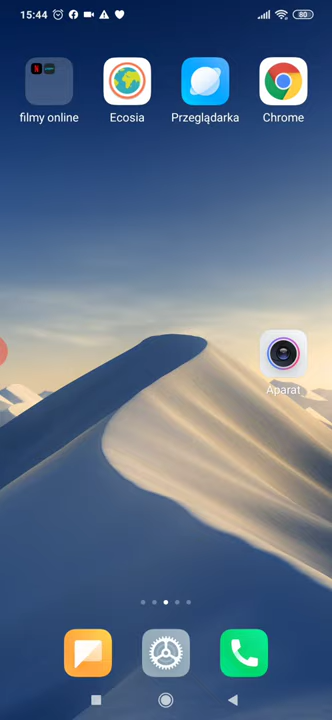 15:44
80
filmy online
Ecosia
Przeglądarka
Chrome
Aparat